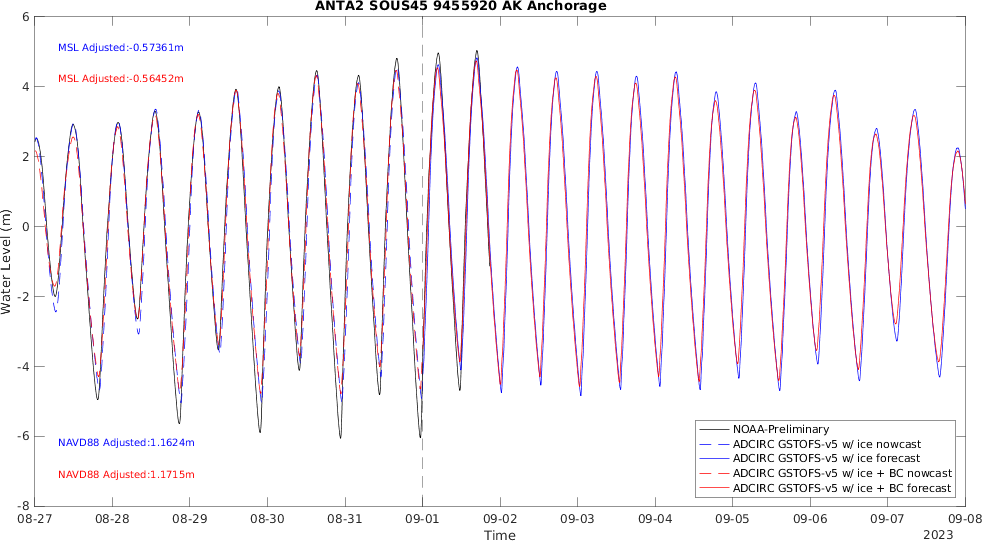 ANTA2 SOUS45 9455920 AK Anchorage
6
MSL Adjusted:-0.57361m
MSL Adjusted:-0.56452m
4
2
0
Water Level (m)
-2
-4
-6
NAVD88 Adjusted:1.1624m
NAVD88 Adjusted:1.1715m
NOAA-Preliminary
ADCIRC GSTOFS-v5 w/ ice nowcast
ADCIRC GSTOFS-v5 w/ ice forecast
ADCIRC GSTOFS-v5 w/ ice + BC nowcast
ADCIRC GSTOFS-v5 w/ ice + BC forecast
-8
08-27 08-28 08-29 08-30 08-31 09-01 09-02 09-03 09-04 09-05 09-06 09-07 09-08
Time
2023